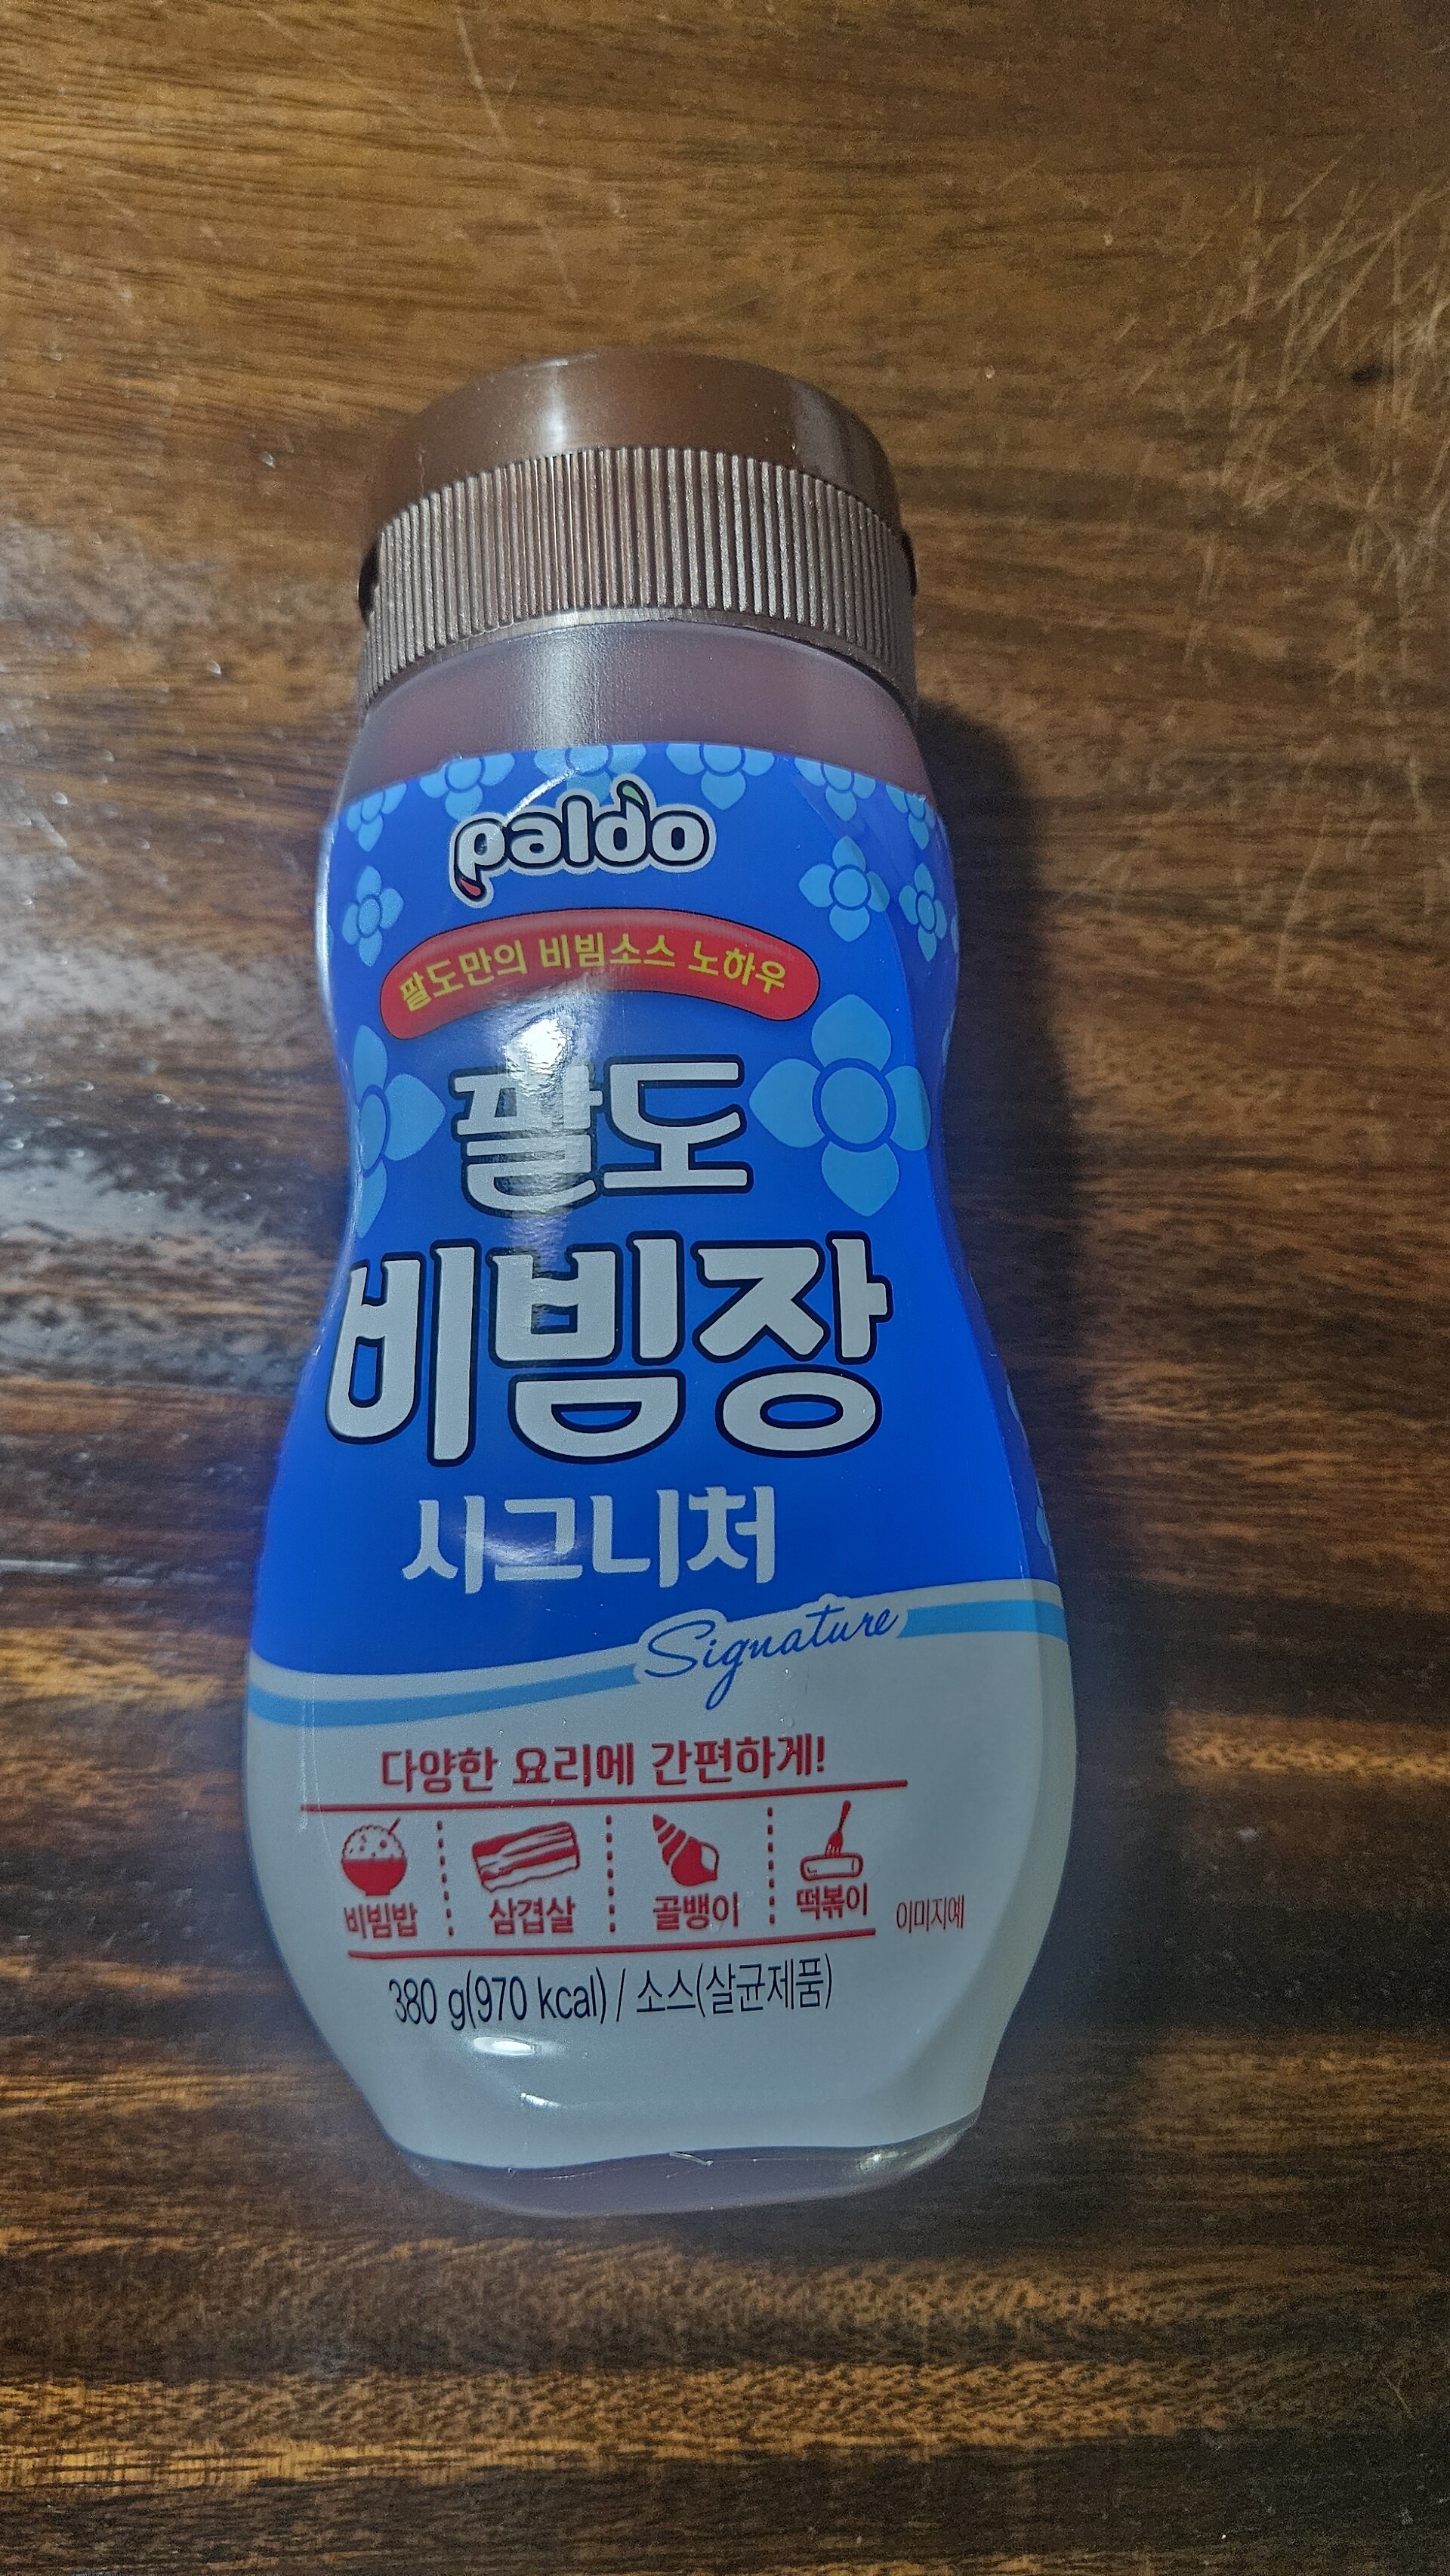 paldo
팔도만의 비빔소스 노하우
팔도
비빔장
시그니처
Signature
다양한 요리에 간편하게!
비빔밥 삼겹살 골뱅이 떡볶이 이미지예
380 g(970 kcal) / 소스(살균제품)